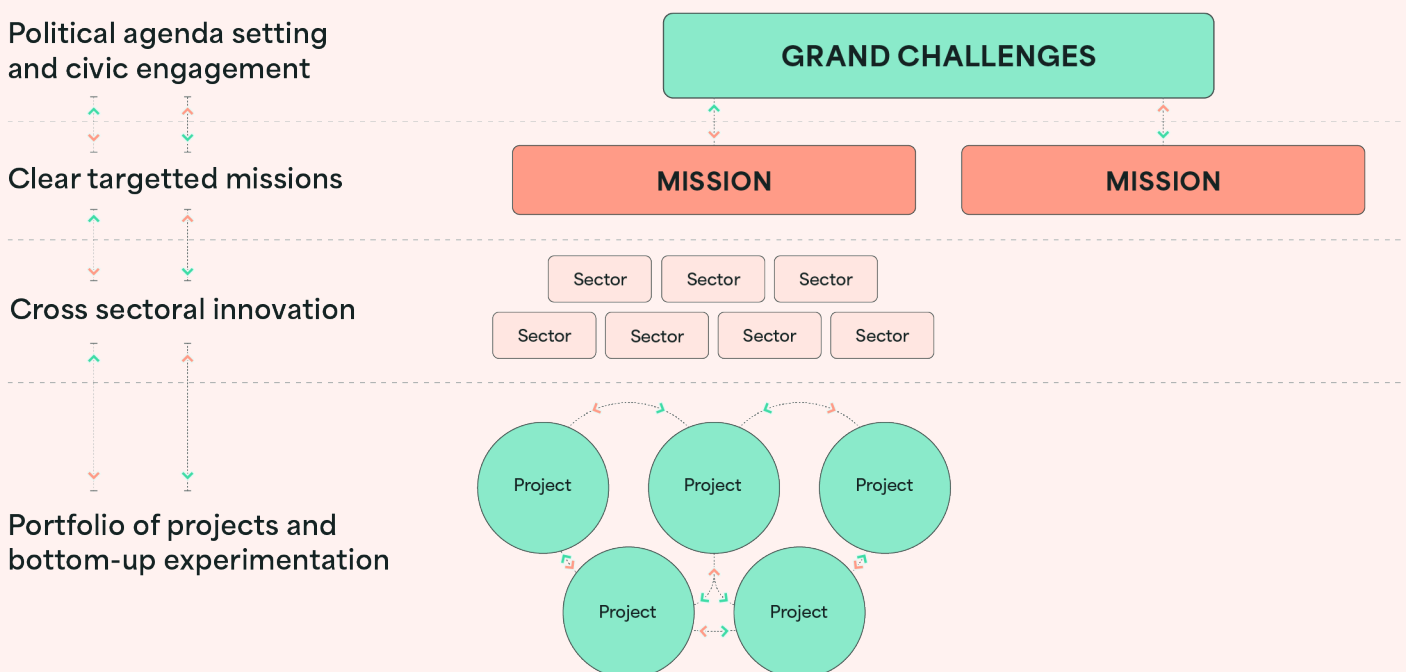 Political agenda setting
and civic engagement
GRAND CHALLENGES
Clear targetted missions
MISSION
MISSION
Cross sectoral innovation
Sector
Sector
Sector
Sector
Sector
Sector
Sector
Portfolio of projects and
bottom-up experimentation
Project
Project
Project
Project
Project